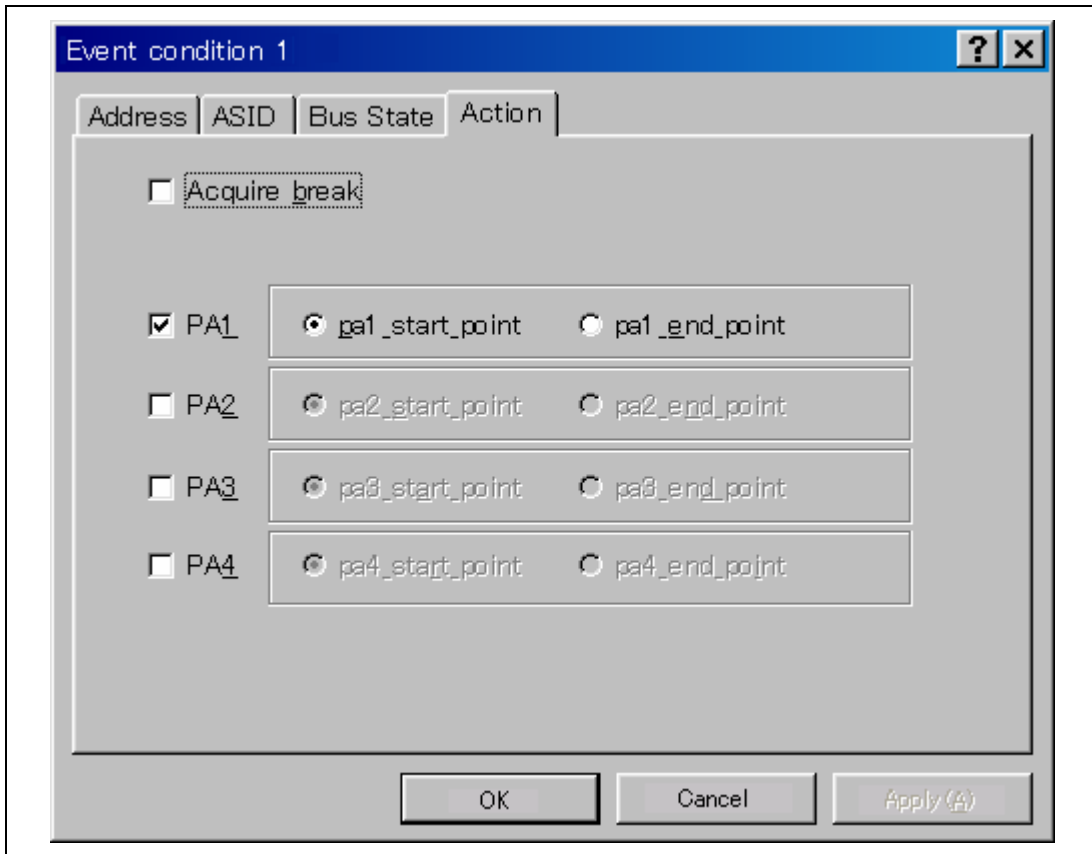 Event condition 1
Address ASID Bus State Action
Acquire break
PA1 pa1_start_point pa1_end_point
PA2 pa2_start_point pa2_end_point
PA3 pa3_start_point pa3_end_point
PA4 pa4_start_point pa4_end_point
OK Cancel Apply(A)